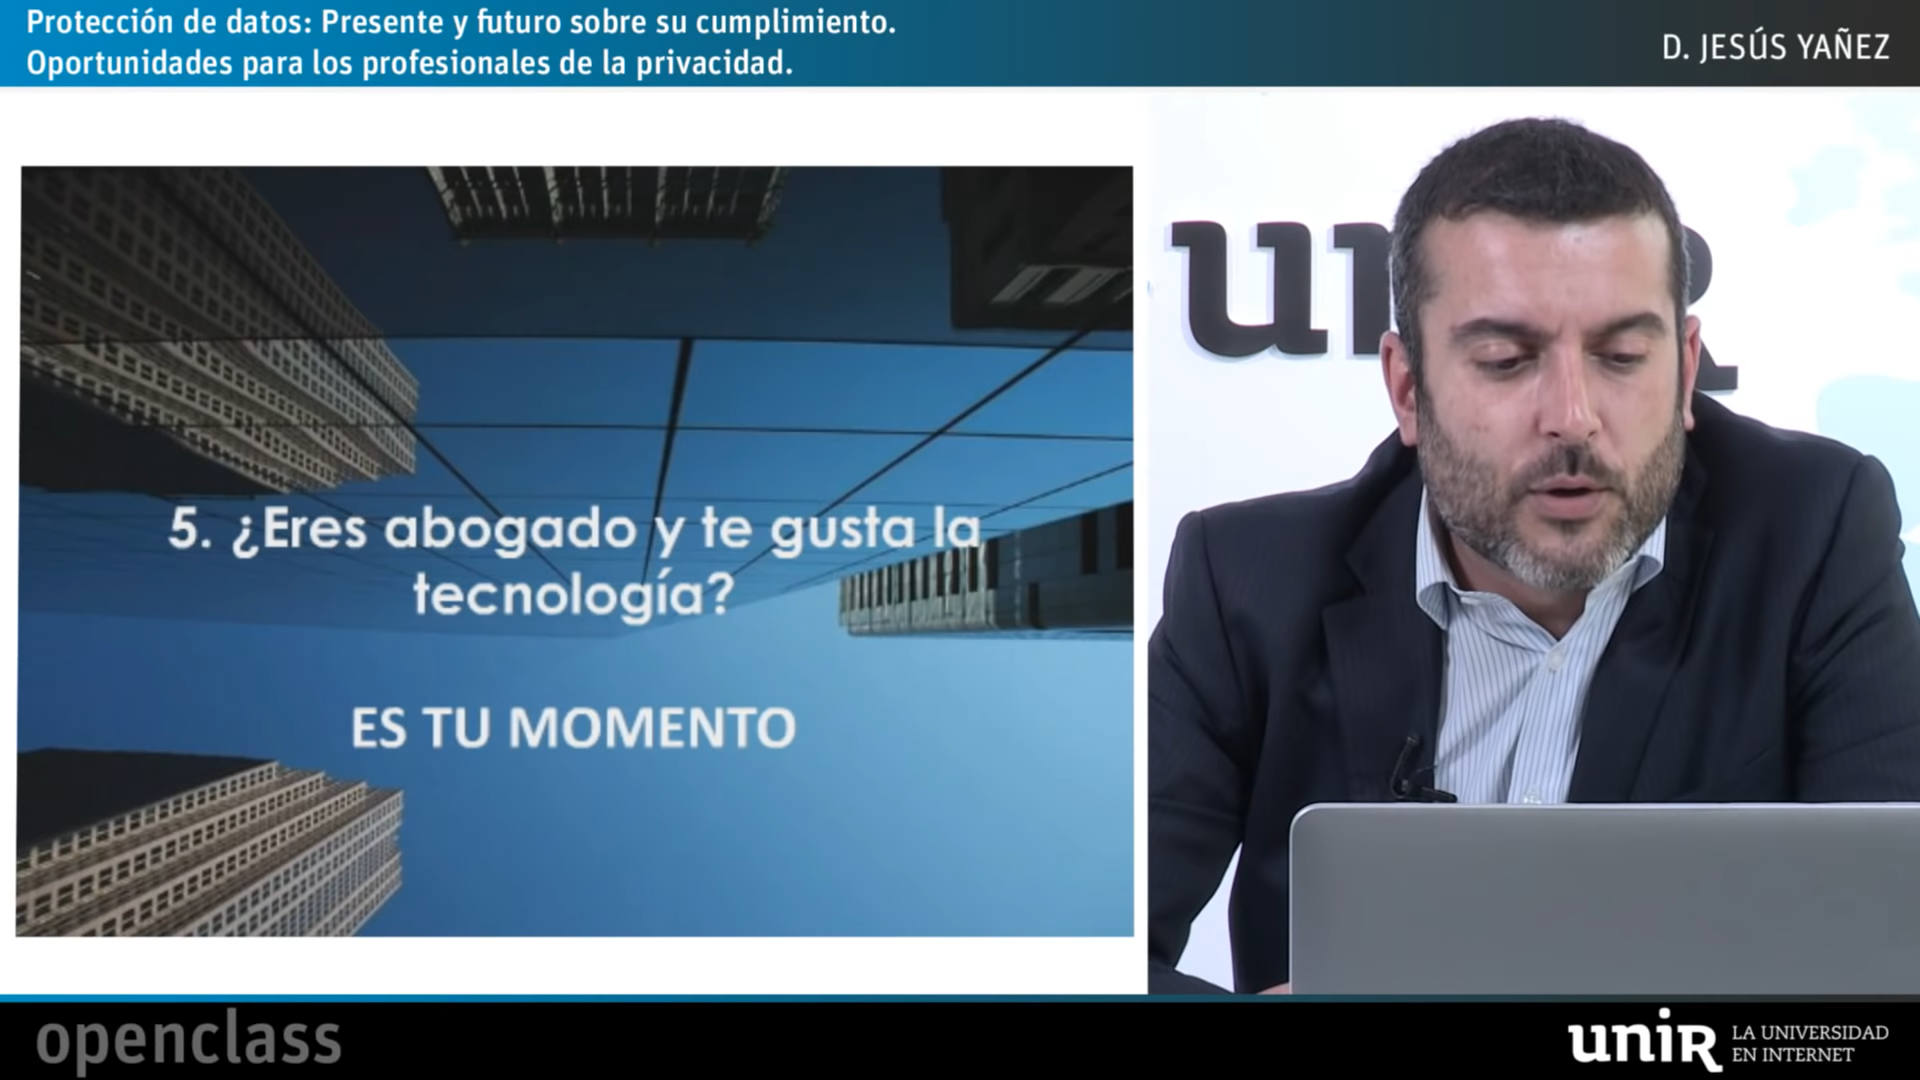 Protección de datos: Presente y futuro sobre su cumplimiento.
Oportunidades para los profesionales de la privacidad.
D. JESÚS YAÑEZ
5. ¿Eres abogado y te gusta la
tecnología?
ES TU MOMENTO
openclass
uniR
LA UNIVERSIDAD
EN INTERNET